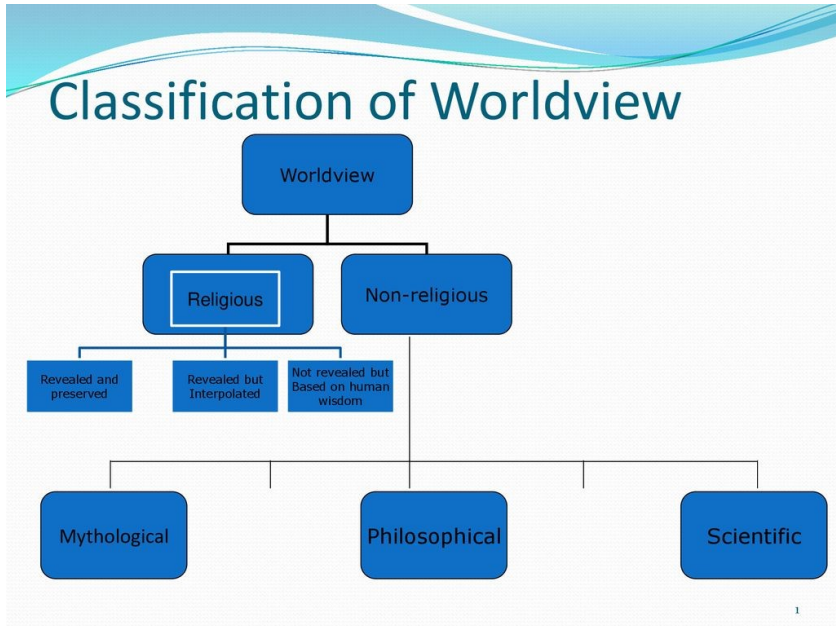 Classification of Worldview
Worldview
Religious
Non-religious
Revealed and
preserved
Revealed but
Interpolated
Not revealed but
Based on human
wisdom
Mythological
Philosophical
Scientific
1